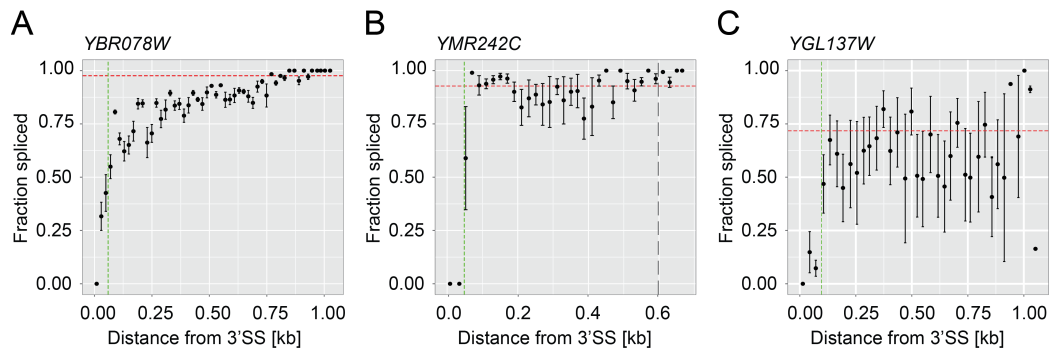 A B C
YBR078W YMR242C YGL137W
1.00 1.00 1.00
0.75 0.75 0.75
0.50 0.50 0.50
0.25 0.25 0.25
0.00 0.00 0.00
Fraction spliced Fraction spliced Fraction spliced
0.00 0.25 0.50 0.75 1.00 0.0 0.2 0.4 0.6 0.00 0.25 0.50 0.75 1.00
Distance from 3'SS [kb] Distance from 3'SS [kb] Distance from 3'SS [kb]